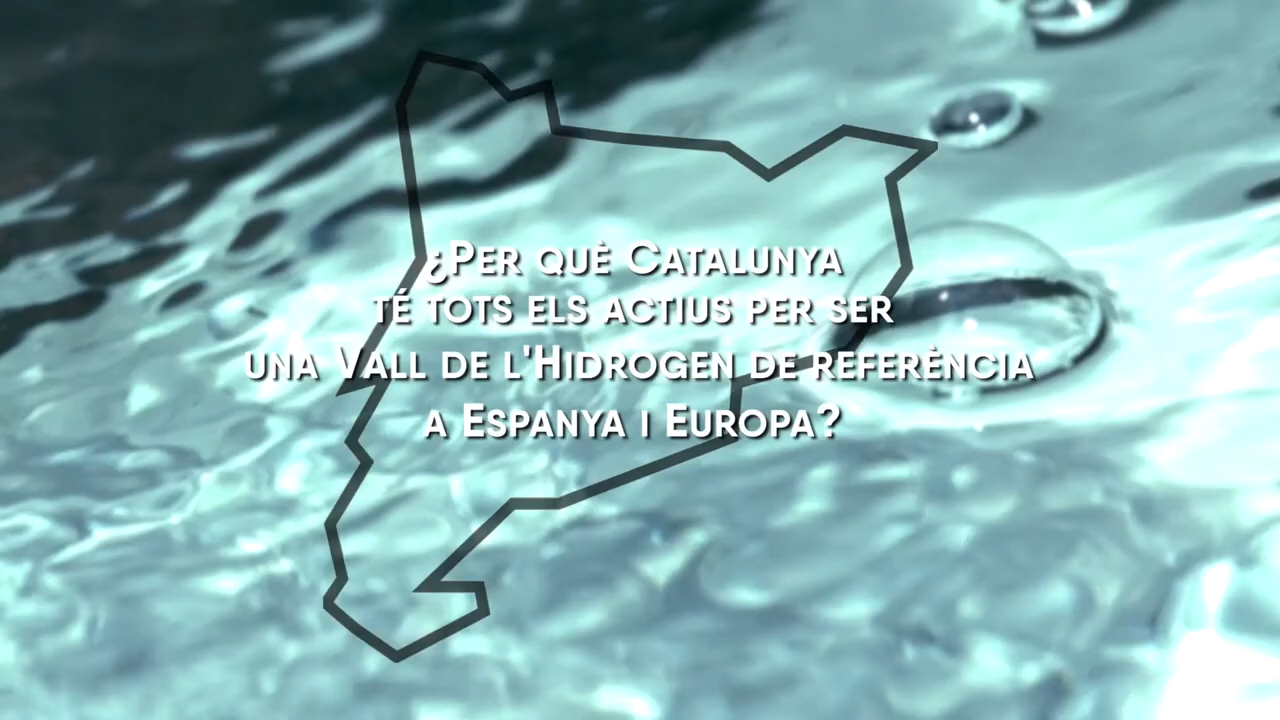 ¿Per què Catalunya
té tots els actius per ser
una Vall de l'Hidrogen de referència
a Espanya i Europa?